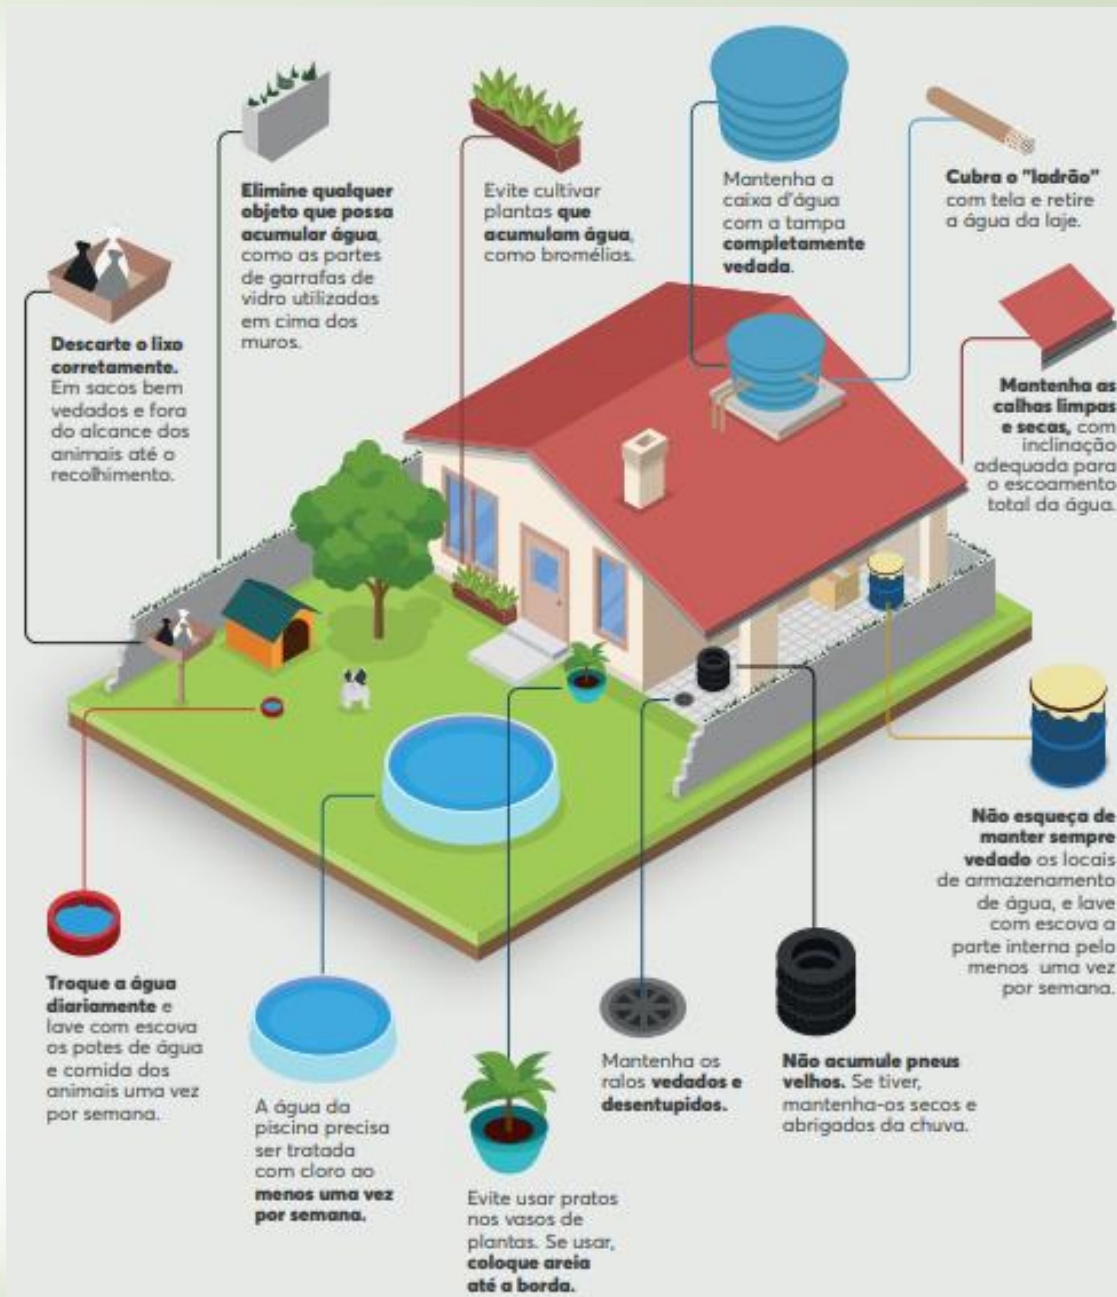 Elimine qualquer
objeto que possa
acumular água,
como as partes
de garrafas de
vidro utilizadas
em cima dos
muros.
Evite cultivar
plantas que
acumulam água,
como bromélias.
Mantenha a
caixa d'água
com a tampa
completamente
vedada.
Cubra o "ladrão"
com tela e retire
a água da laje.
Descarte o lixo
corretamente.
Em sacos bem
vedados e fora
do alcance dos
animais até o
recolhimento.
Mantenha as
calhas limpas
e secas, com
inclinação
adequada para
o escoamento
total da água.
Não esqueça de
manter sempre
vedado os locais
de armazenamento
de água, e lave
com escova a
parte interna pelo
menos uma vez
por semana.
Troque a água
diariamente e
lave com escova
os potes de água
e comida dos
animais uma vez
por semana.
A água da
piscina precisa
ser tratada
com cloro ao
menos uma vez
por semana.
Evite usar pratos
nos vasos de
plantas. Se usar,
coloque areia
até a borda.
Mantenha os
ralos vedados e
desentupidos.
Não acumule pneus
velhos. Se tiver,
mantenha-os secos e
abrigados da chuva.